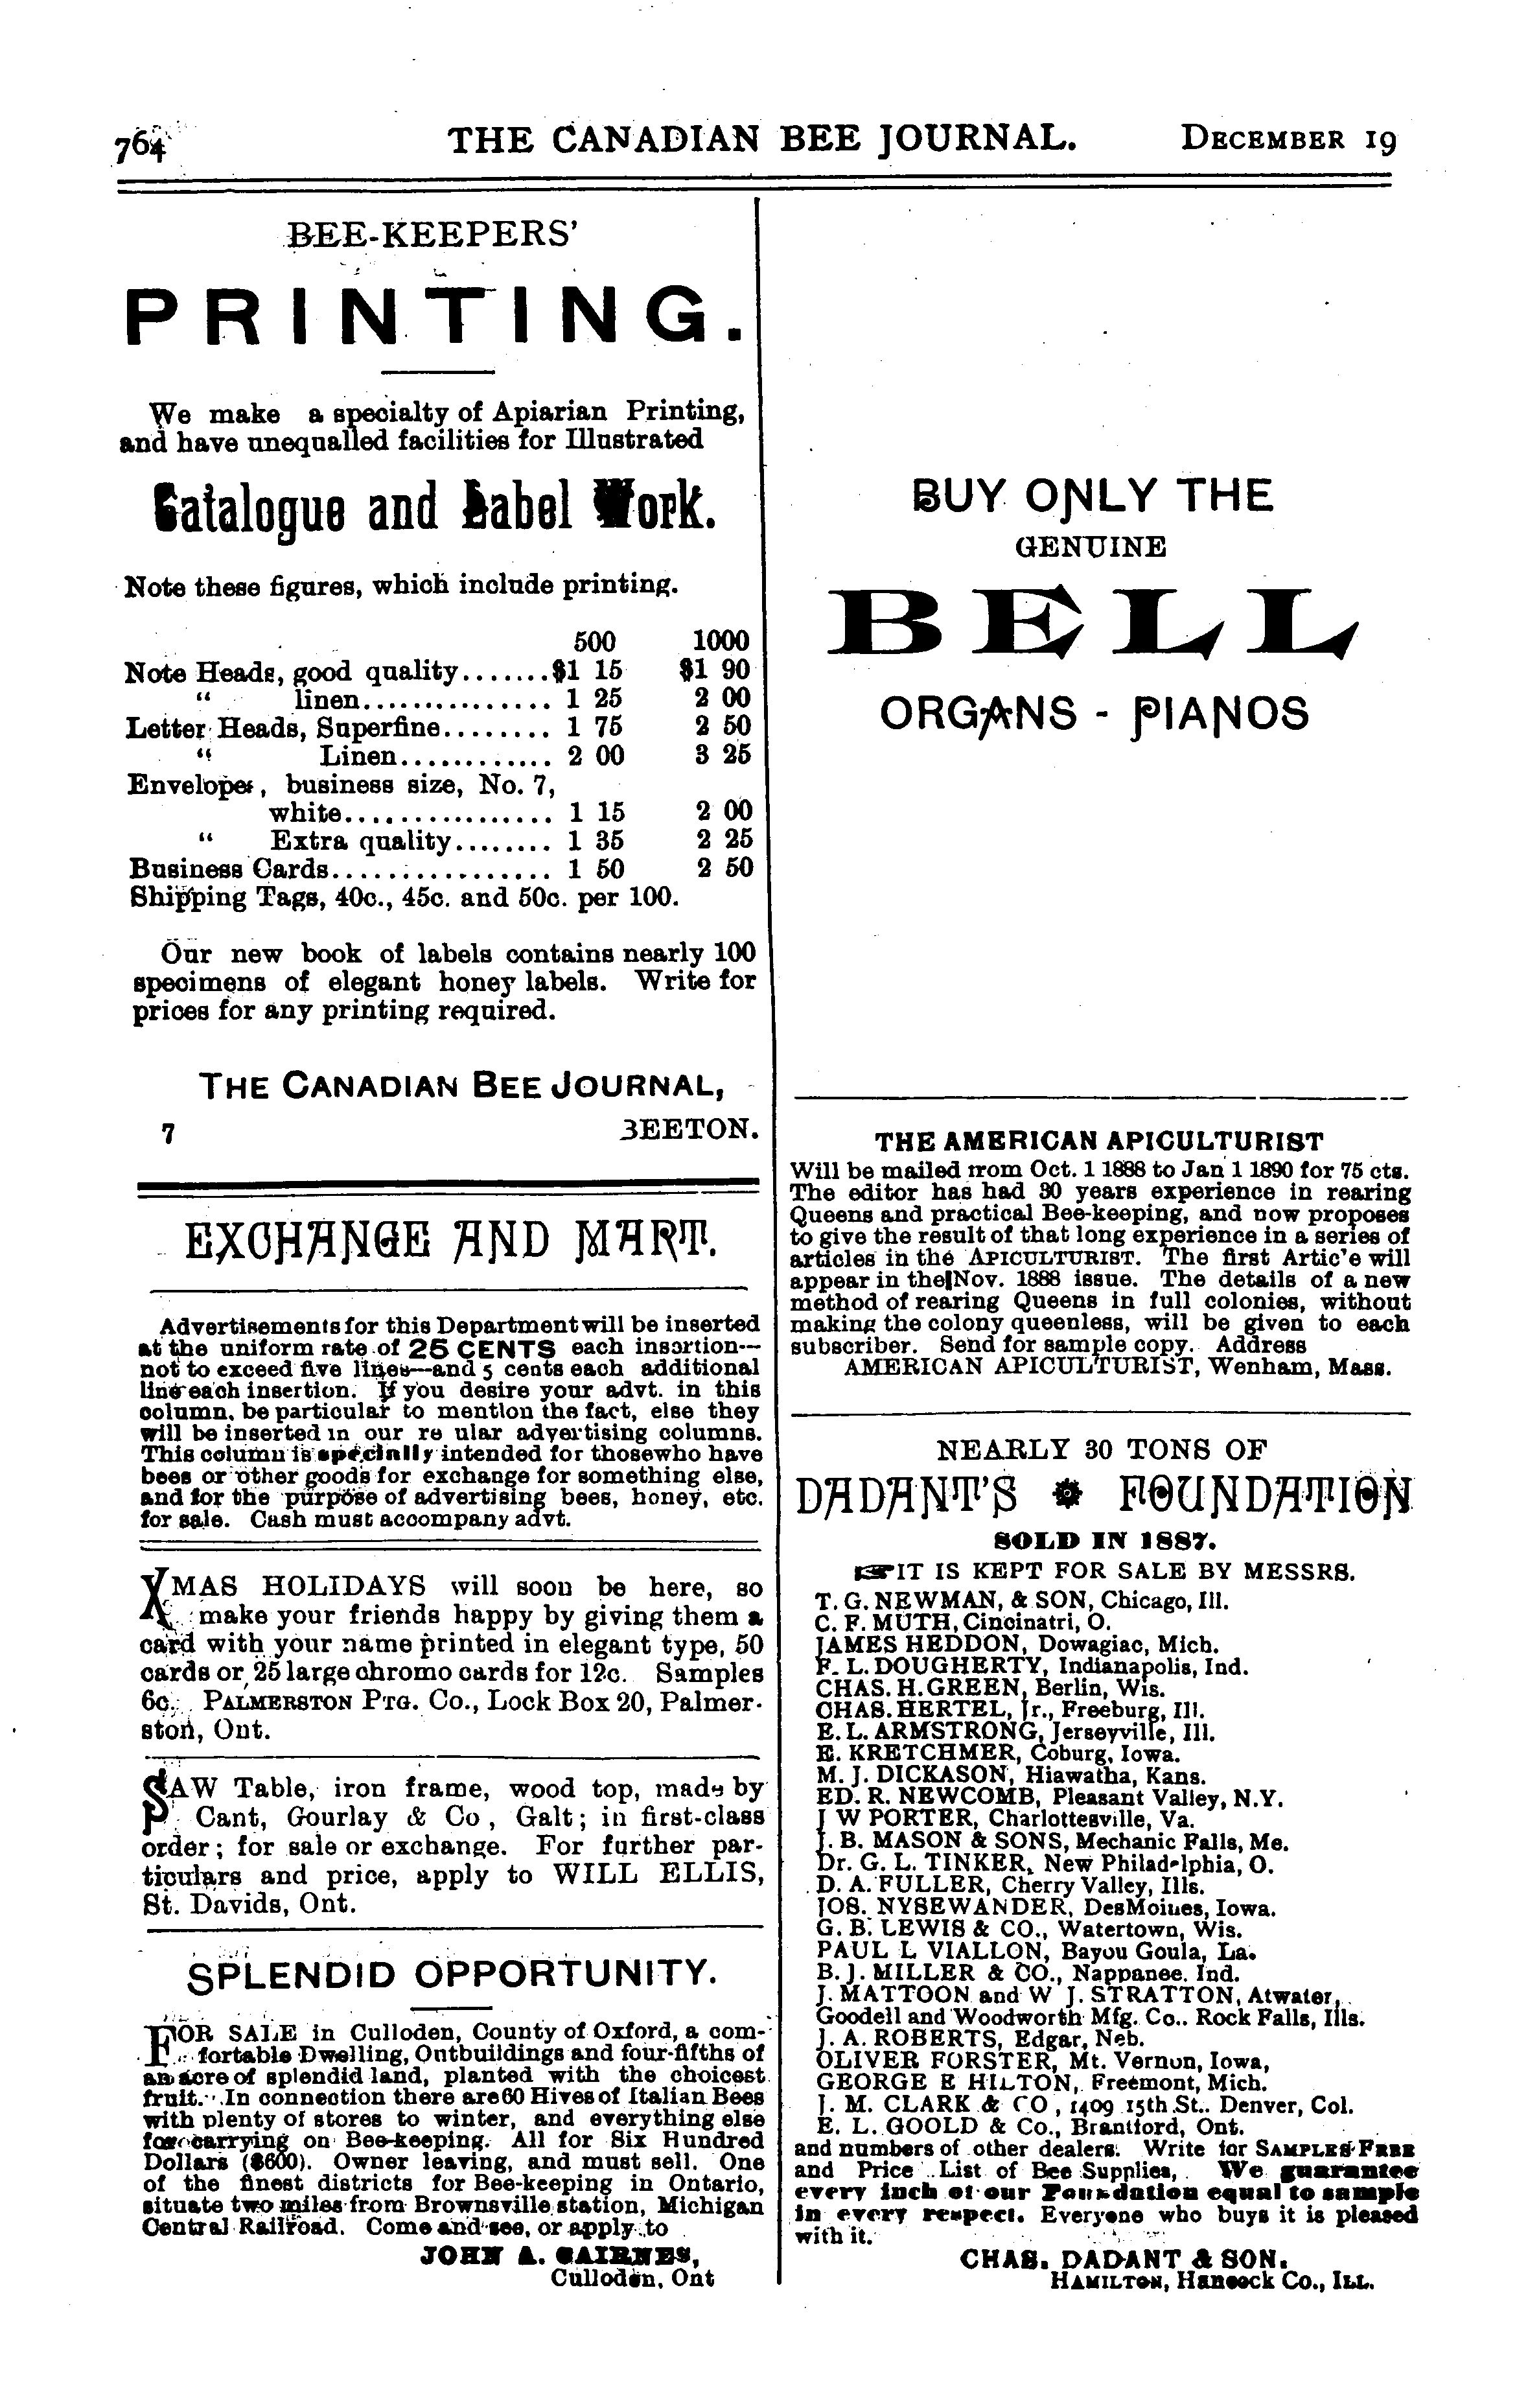 764 THE CANADIAN BEE JOURNAL. DECEMBER 19
BEE-KEEPERS'
PRINTING.
We make a specialty of Apiarian Printing,
and have unequalled facilities for Illustrated
Catalogue and Label Work.
Note these figures, which include printing.
500 1000
Note Heads, good quality.......$1 15 $1 90
“ linen............... 1 25 2 00
Letter Heads, Superfine........ 1 75 2 50
“ Linen............ 2 00 3 25
Envelopes, business size, No. 7,
white................ 1 15 2 00
“ Extra quality........ 1 35 2 25
Business Cards................ 1 50 2 50
Shipping Tags, 40c., 45c. and 50c. per 100.
Our new book of labels contains nearly 100
specimens of elegant honey labels. Write for
prices for any printing required.
THE CANADIAN BEE JOURNAL,
7 BEETON.
EXCHANGE AND MART.
Advertisements for this Department will be inserted
at the uniform rate of 25 CENTS each insertion—
not to exceed five lines—and 5 cents each additional
line each insertion. If you desire your advt. in this
column, be particular to mention the fact, else they
will be inserted in our re ular advertising columns.
This column is specially intended for thosewho have
bees or other goods for exchange for something else,
and for the purpose of advertising bees, honey, etc.
for sale. Cash must accompany advt.
XMAS HOLIDAYS will soon be here, so
make your friends happy by giving them a
card with your name printed in elegant type, 50
cards or 25 large chromo cards for 12c. Samples
6c. PALMERSTON PTG. CO., Lock Box 20, Palmer-
ston, Ont.
SAW Table, iron frame, wood top, made by
P Cant, Gourlay & Co , Galt; in first-class
order; for sale or exchange. For further par-
ticulars and price, apply to WILL ELLIS,
St. Davids, Ont.
SPLENDID OPPORTUNITY.
FOR SALE in Culloden, County of Oxford, a com-
fortable Dwelling, Ontbuildings and four-fifths of
an acre of splendid land, planted with the choicest
fruit. In connection there are 60 Hives of Italian Bees
with plenty of stores to winter, and everything else
for carrying on Bee-keeping. All for Six Hundred
Dollars ($600). Owner leaving, and must sell. One
of the finest districts for Bee-keeping in Ontario,
situate two miles from Brownsville station, Michigan
Central Railroad. Come and see, or apply to
JOHN A. CAIRNES,
Culloden, Ont
BUY ONLY THE
GENUINE
BELL
ORGANS - PIANOS
THE AMERICAN APICULTURIST
Will be mailed from Oct. 1 1888 to Jan 1 1890 for 75 cts.
The editor has had 30 years experience in rearing
Queens and practical Bee-keeping, and now proposes
to give the result of that long experience in a series of
articles in the APICULTURIST. The first Artic'e will
appear in the Nov. 1888 issue. The details of a new
method of rearing Queens in full colonies, without
making the colony queenless, will be given to each
subscriber. Send for sample copy. Address
AMERICAN APICULTURIST, Wenham, Mass.
NEARLY 30 TONS OF
DADANT'S FOUNDATION
SOLD IN 1887.
IT IS KEPT FOR SALE BY MESSRS.
T. G. NEWMAN, & SON, Chicago, Ill.
C. F. MUTH, Cincinatri, O.
JAMES HEDDON, Dowagiac, Mich.
F. L. DOUGHERTY, Indianapolis, Ind.
CHAS. H. GREEN, Berlin, Wis.
CHAS. HERTEL, Jr., Freeburg, Ill.
E. L. ARMSTRONG, Jerseyville, Ill.
E. KRETCHMER, Coburg, Iowa.
M. J. DICKASON, Hiawatha, Kans.
ED. R. NEWCOMB, Pleasant Valley, N.Y.
J W PORTER, Charlottesville, Va.
J. B. MASON & SONS, Mechanic Falls, Me.
Dr. G. L. TINKER, New Philadelphia, O.
D. A. FULLER, Cherry Valley, Ills.
JOS. NYSEWANDER, DesMoines, Iowa.
G. B. LEWIS & CO., Watertown, Wis.
PAUL L VIALLON, Bayou Goula, La.
B. J. MILLER & CO., Nappanee. Ind.
J. MATTOON and W J. STRATTON, Atwater,
Goodell and Woodworth Mfg. Co.. Rock Falls, Ills.
J. A. ROBERTS, Edgar, Neb.
OLIVER FORSTER, Mt. Vernon, Iowa,
GEORGE E HILTON, Freemont, Mich.
J. M. CLARK & CO , 1409 15th St.. Denver, Col.
E. L. GOOLD & Co., Brantford, Ont.
and numbers of other dealers. Write for SAMPLES FREE
and Price List of Bee Supplies, We guarantee
every inch of our Foundation equal to sample
in every respect. Everyone who buys it is pleased
with it.
CHAS. DADANT & SON.
HAMILTON, Hancock Co., ILL.